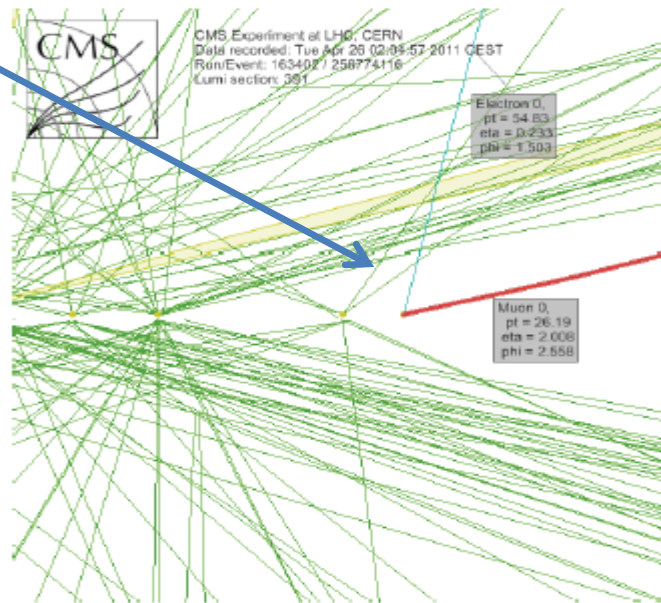 CMS
CMS Experiment at LHC, CERN
Data recorded: Tue Apr 26 02:04:57 2011 CEST
Run/Event: 163402 / 258774116
Lumi section: 391
Electron 0,
pt = 54.83
eta = 0.233
phi = 1.503
Muon 0,
pt = 26.19
eta = 2.008
phi = 2.558